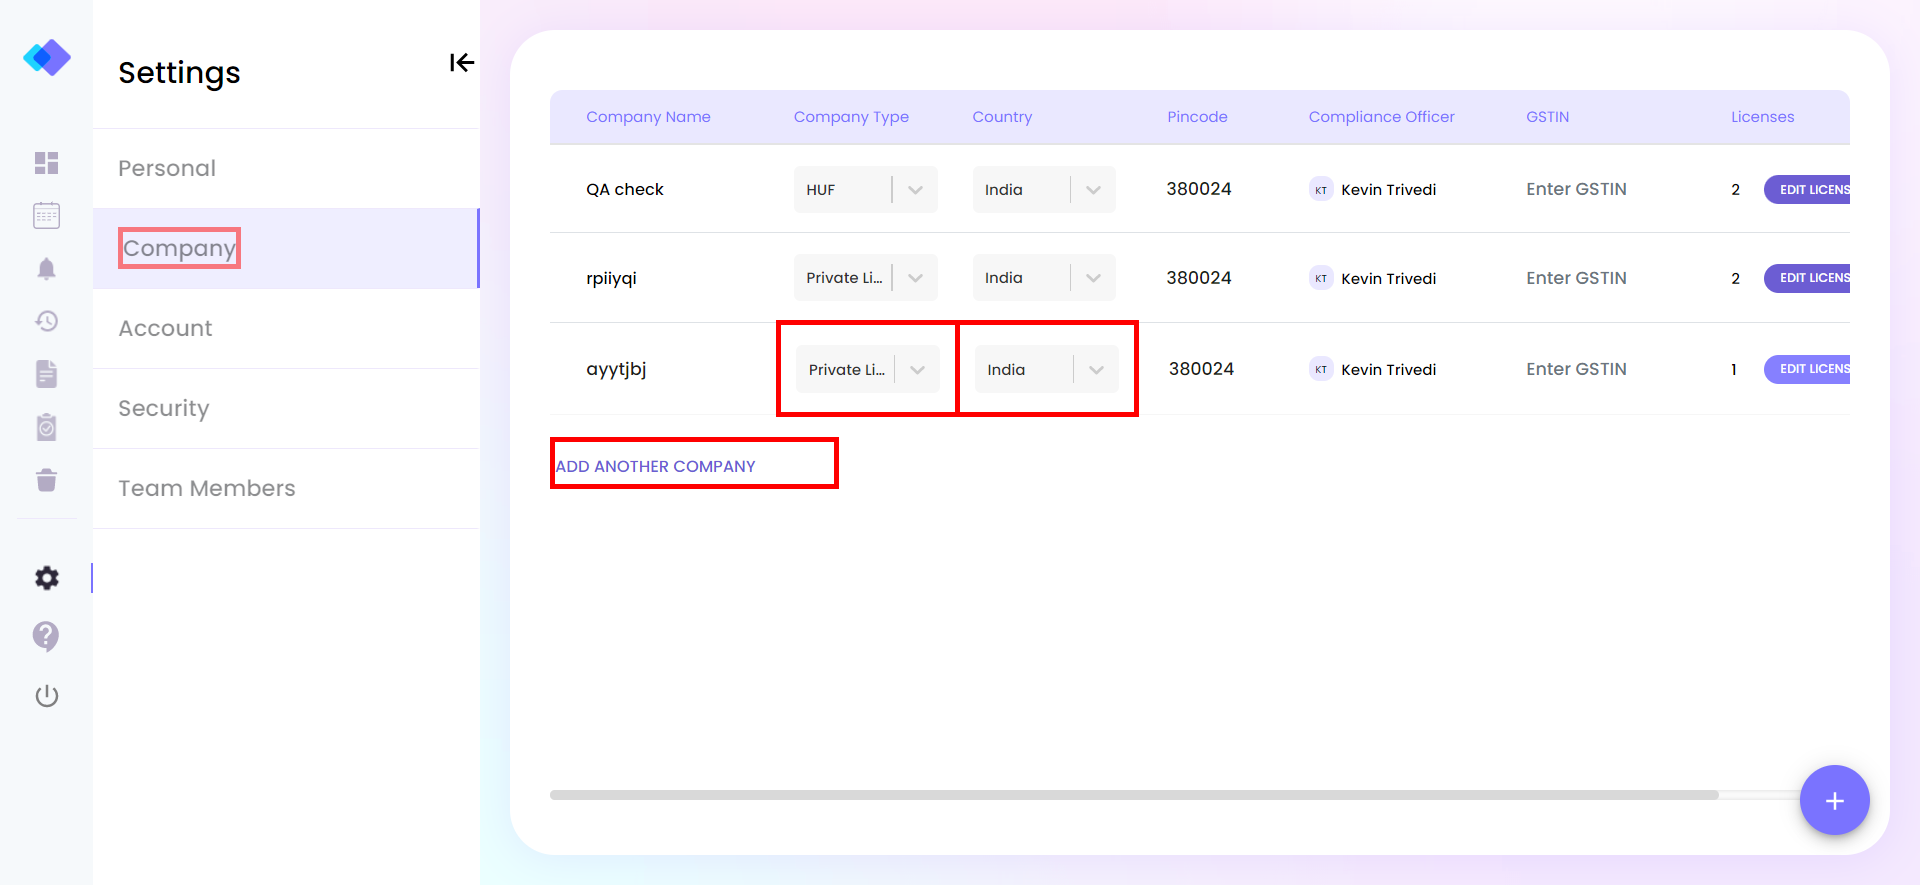 Settings
Personal
Company
Account
Security
Team Members
Company Name Company Type Country Pincode Compliance Officer GSTIN Licenses
QA check HUF India 380024 KT Kevin Trivedi Enter GSTIN 2 EDIT LICENS
rpiiyqi Private Li... India 380024 KT Kevin Trivedi Enter GSTIN 2 EDIT LICENS
ayytjbj Private Li... India 380024 KT Kevin Trivedi Enter GSTIN 1 EDIT LICENS
ADD ANOTHER COMPANY